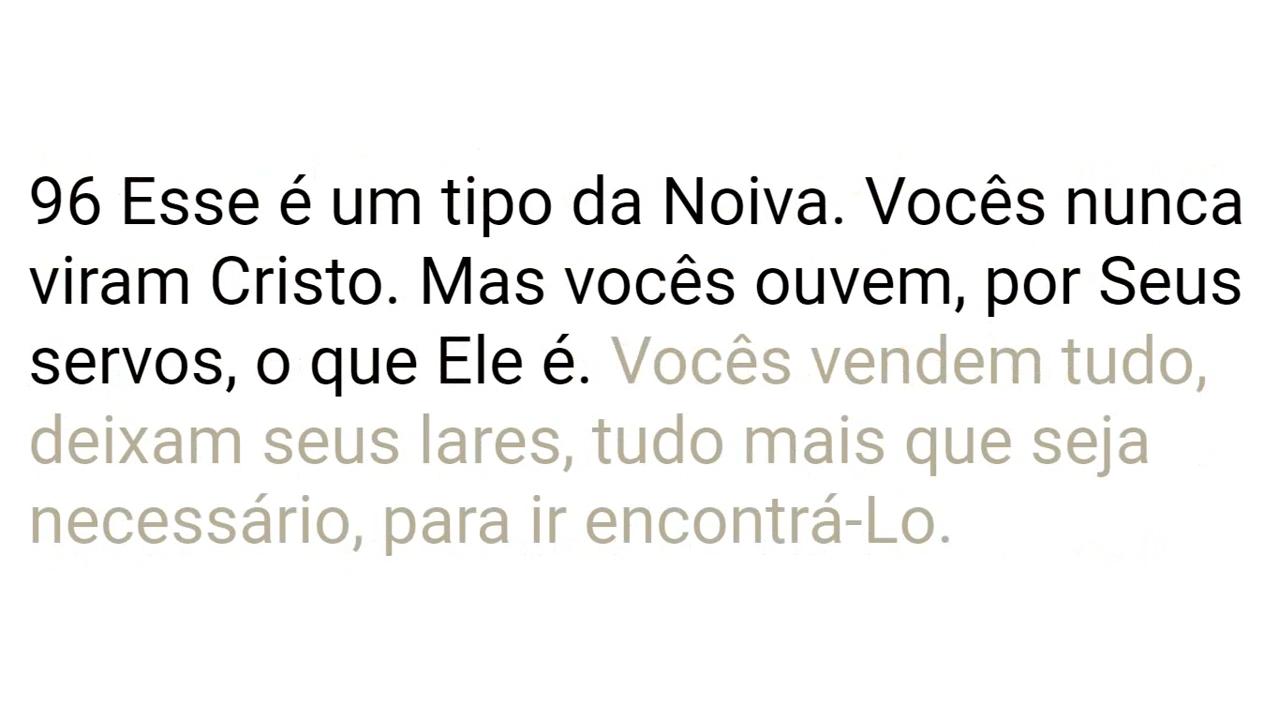 96 Esse é um tipo da Noiva. Vocês nunca
viram Cristo. Mas vocês ouvem, por Seus
servos, o que Ele é. Vocês vendem tudo,
deixam seus lares, tudo mais que seja
necessário, para ir encontrá-Lo.